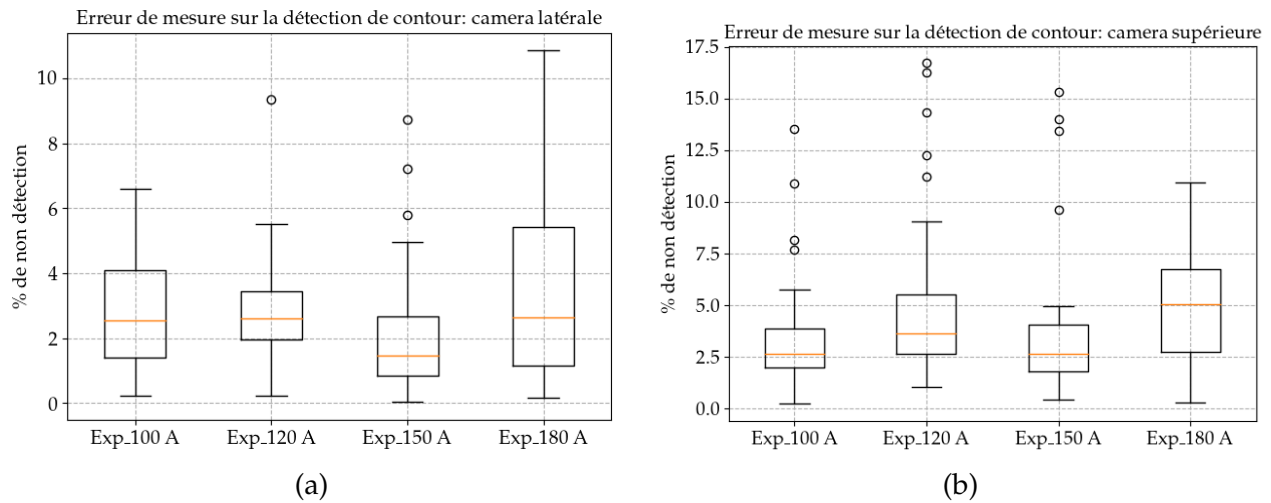 Erreur de mesure sur la détection de contour: camera latérale
10
8
6
4
2
0
% de non détection
Exp_100 A
Exp_120 A
Exp_150 A
Exp_180 A
(a)
Erreur de mesure sur la détection de contour: camera supérieure
17.5
15.0
12.5
10.0
7.5
5.0
2.5
0.0
% de non détection
Exp_100 A
Exp_120 A
Exp_150 A
Exp_180 A
(b)